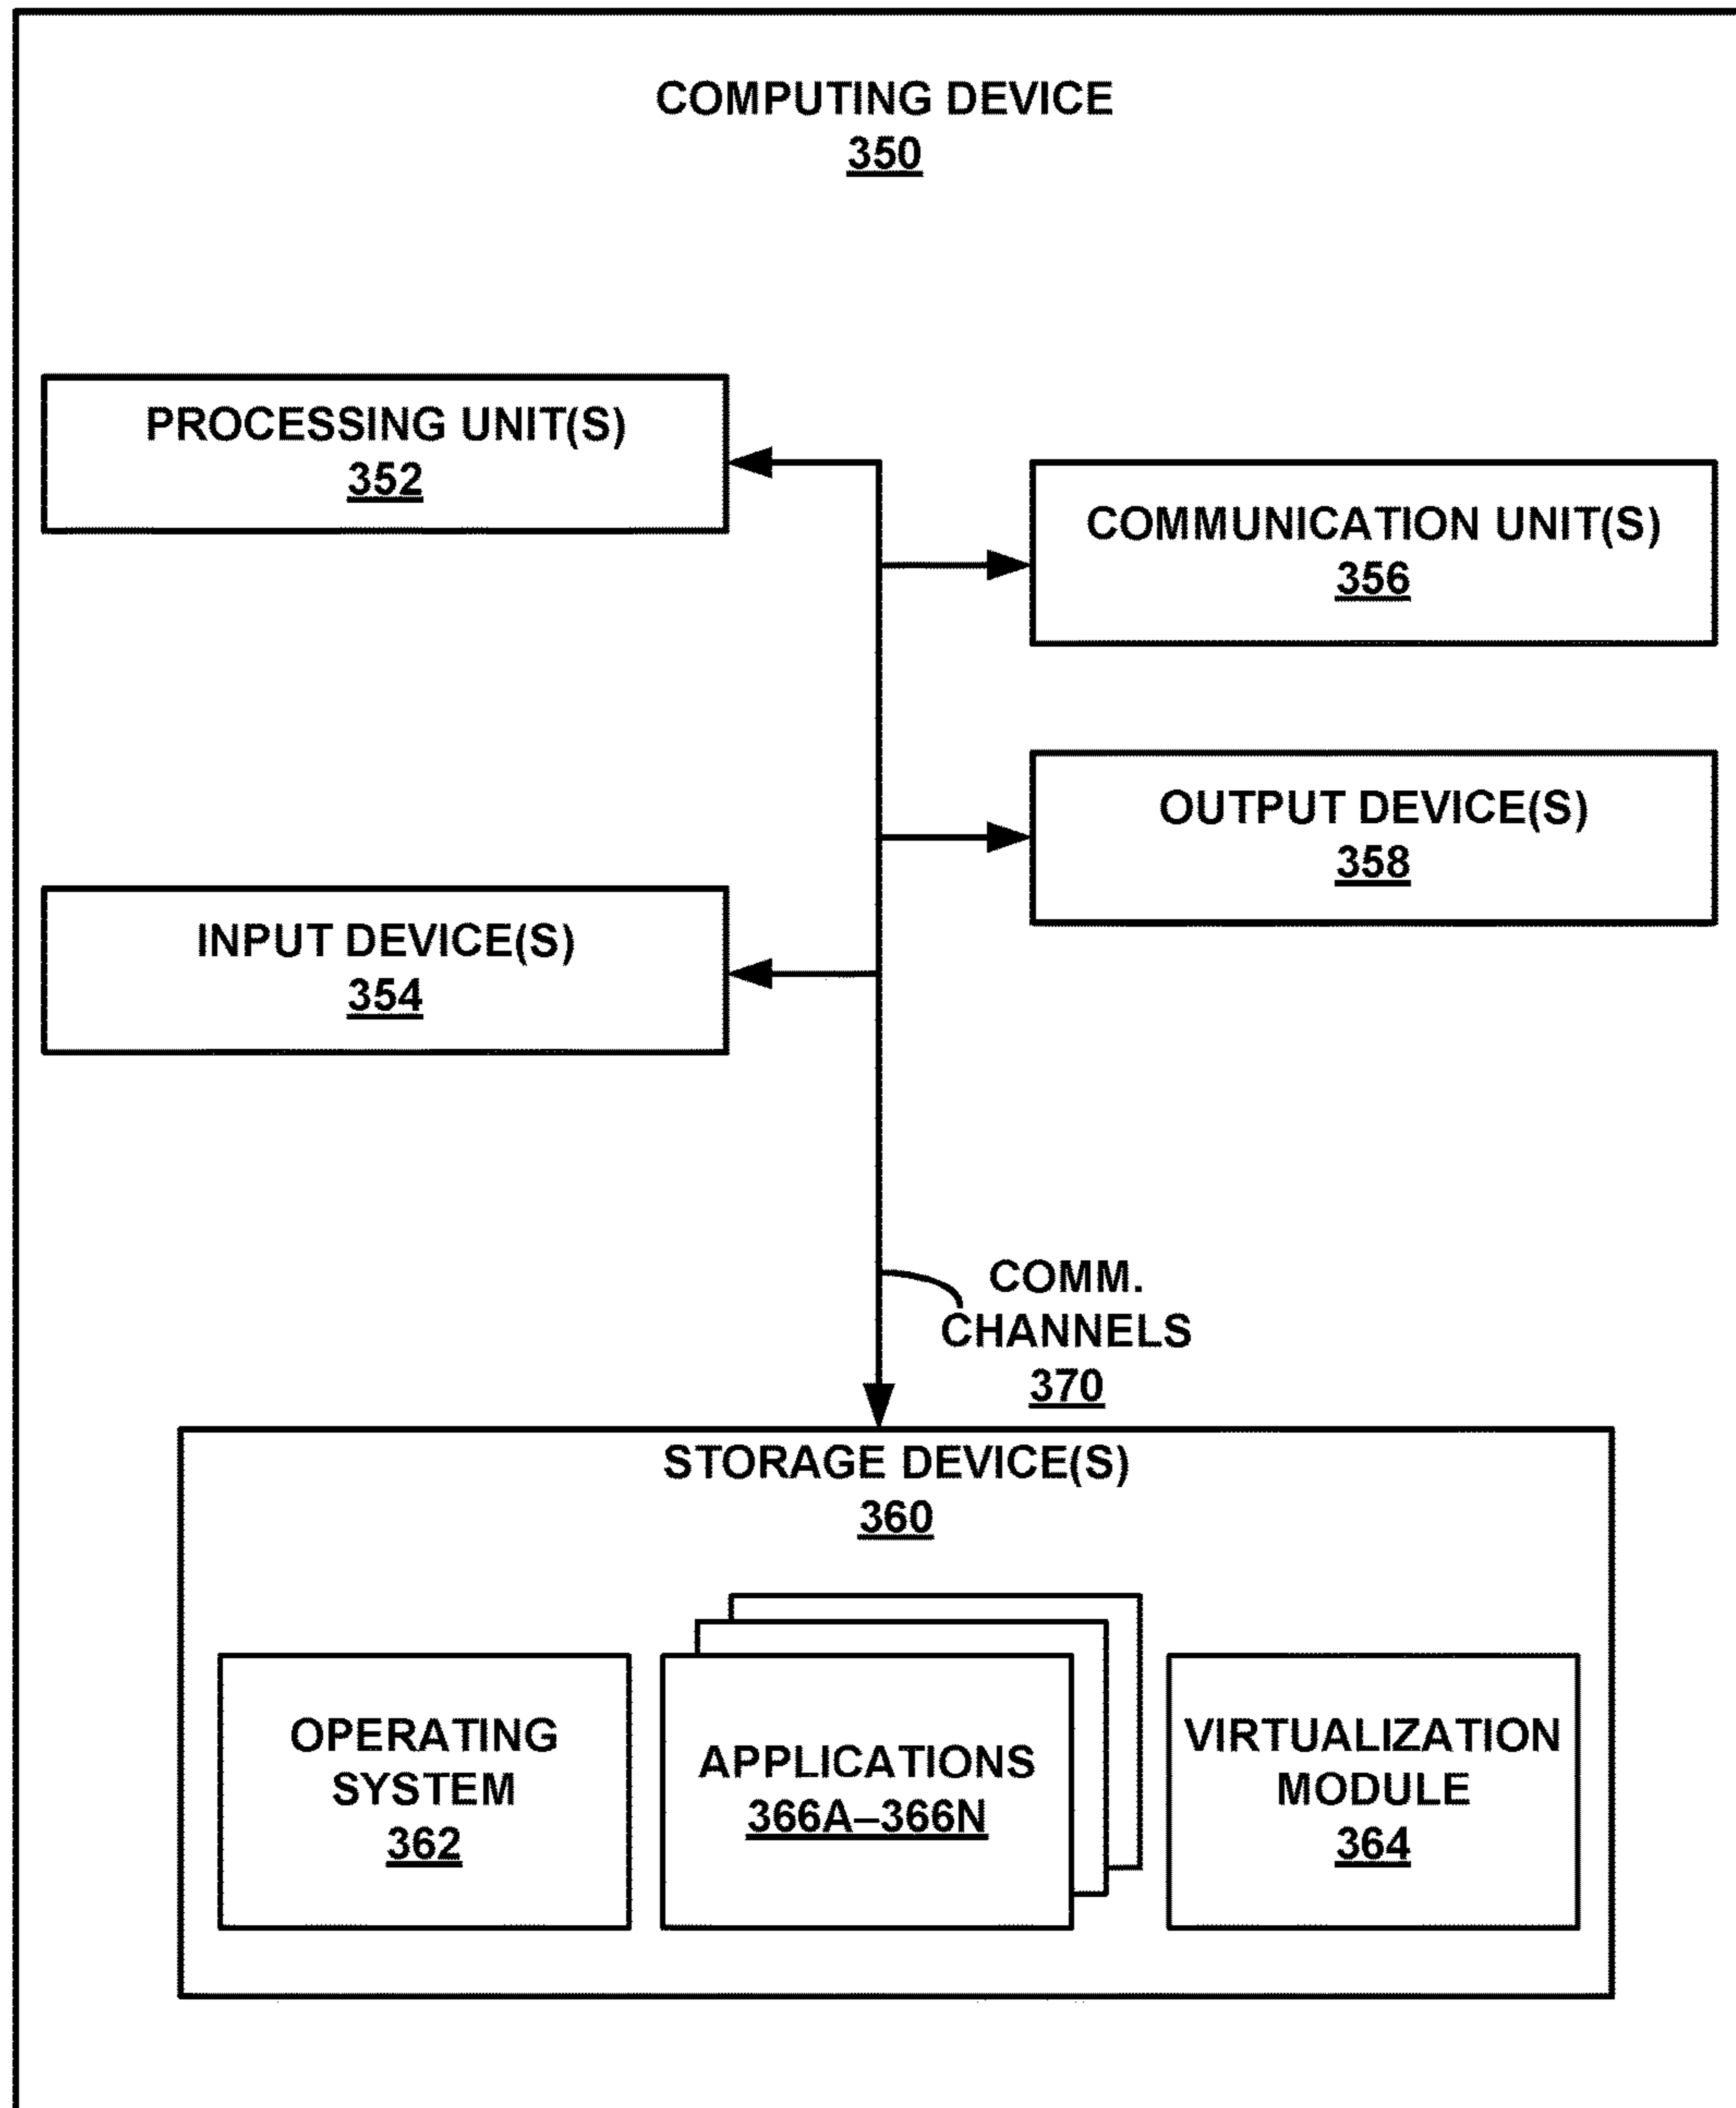 COMPUTING DEVICE
350
PROCESSING UNIT(S)
352
COMMUNICATION UNIT(S)
356
OUTPUT DEVICE(S)
358
INPUT DEVICE(S)
354
COMM.
CHANNELS
370
STORAGE DEVICE(S)
360
OPERATING
SYSTEM
362
APPLICATIONS
366A–366N
VIRTUALIZATION
MODULE
364